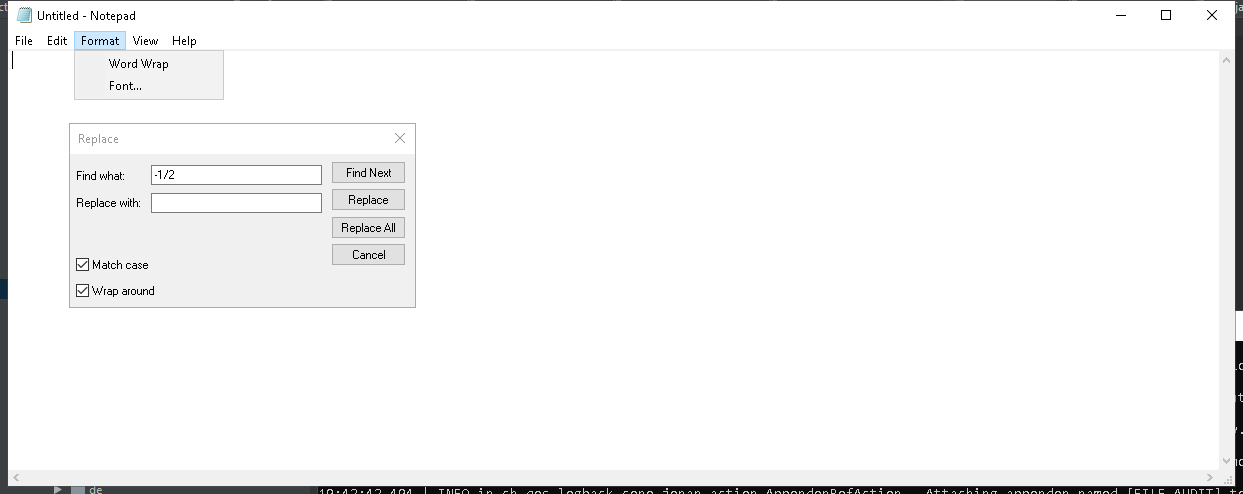 Untitled - Notepad
File Edit Format View Help
Word Wrap
Font...
Replace
Find what: -1/2 Find Next
Replace with: Replace
Replace All
Cancel
Match case
Wrap around
de
19:42:42,494 | INFO in ch.qos.logback.core.joran.action.AppenderRefAction - Attaching appender named [FILE_AUDIT] t